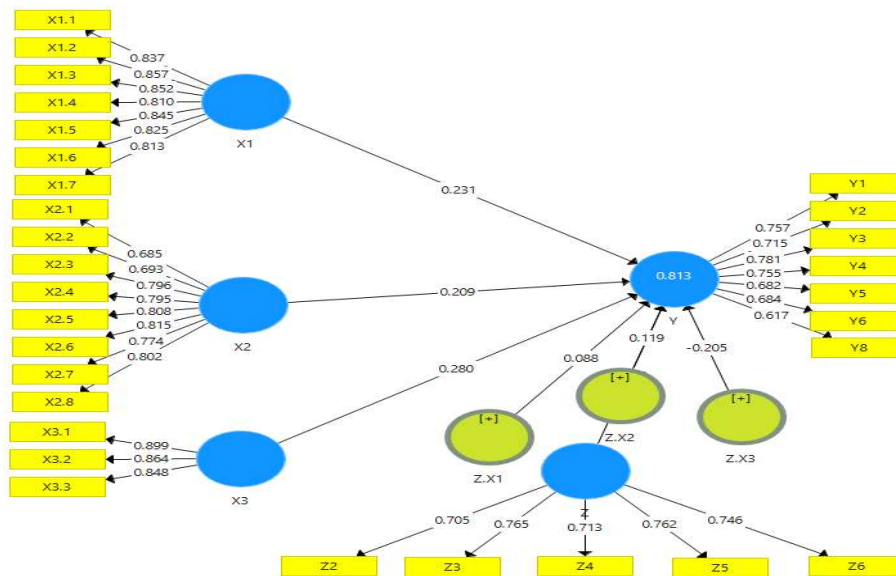 X1.1
X1.2
X1.3
X1.4
X1.5
X1.6
X1.7
0.837
0.857
0.852
0.810
0.845
0.825
0.813
X1
X2.1
X2.2
X2.3
X2.4
X2.5
X2.6
X2.7
X2.8
0.685
0.693
0.796
0.795
0.808
0.815
0.774
0.802
X2
X3.1
X3.2
X3.3
0.899
0.864
0.848
X3
0.231
0.209
0.280
0.088
0.119
-0.205
0.813
Y
0.757
0.715
0.781
0.755
0.682
0.684
0.617
Y1
Y2
Y3
Y4
Y5
Y6
Y8
[+]
Z.X1
[+]
Z.X2
[+]
Z.X3
Z
0.705
0.765
0.713
0.762
0.746
Z2
Z3
Z4
Z5
Z6